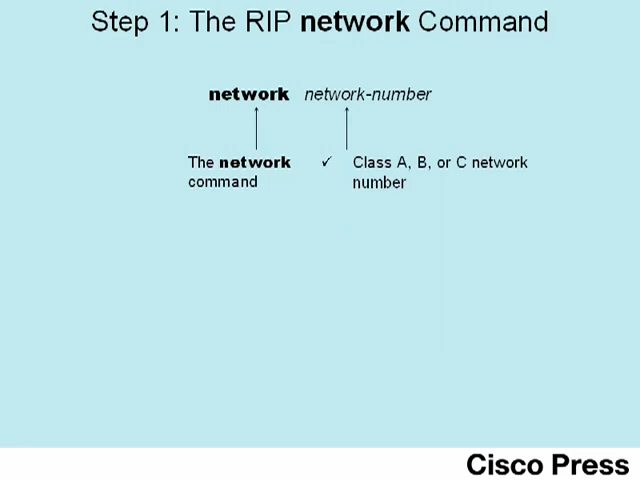 Step 1: The RIP network Command
network network-number
The network command
✓ Class A, B, or C network number
Cisco Press